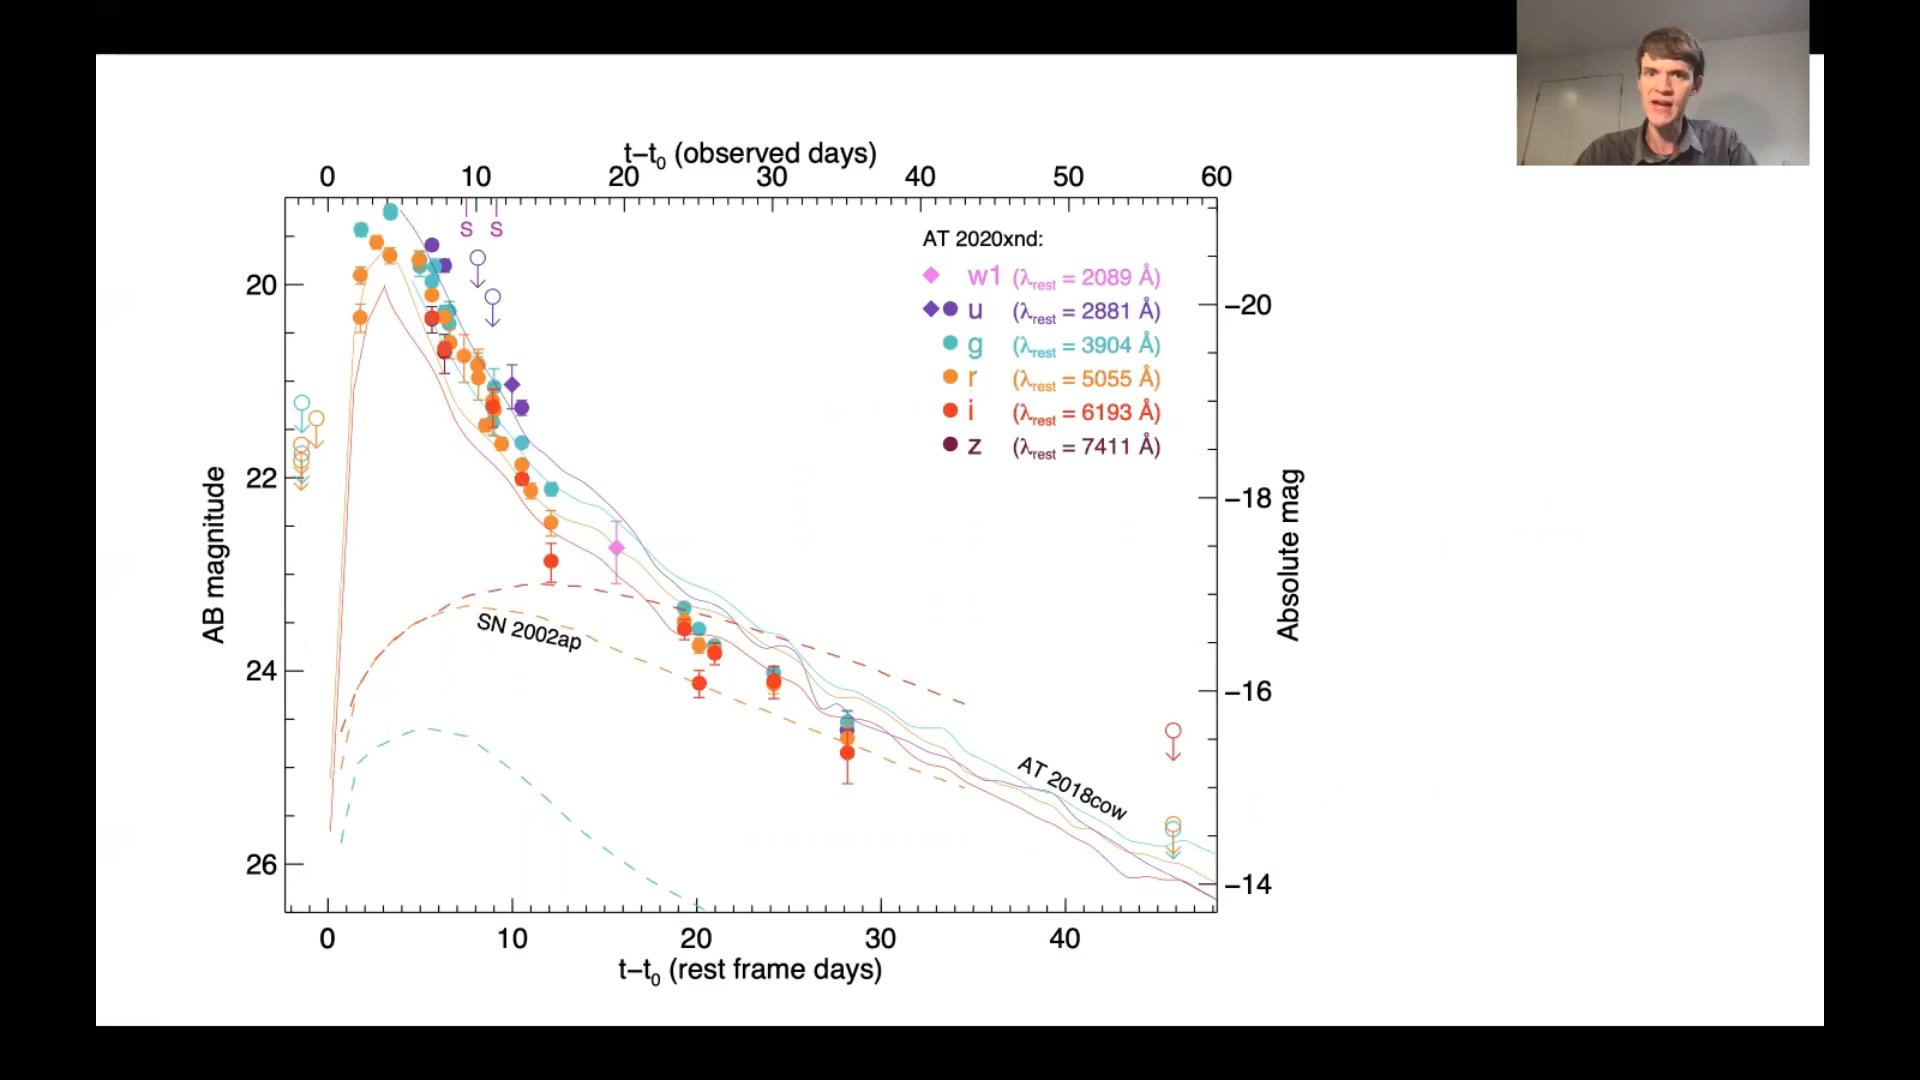 t−t₀ (observed days)
0 10 20 30 40 50 60
S S
AT 2020xnd:
w1 (λrest = 2089 Å)
u (λrest = 2881 Å)
g (λrest = 3904 Å)
r (λrest = 5055 Å)
i (λrest = 6193 Å)
z (λrest = 7411 Å)
20
22
24
26
AB magnitude
−20
−18
−16
−14
Absolute mag
SN 2002ap
AT 2018cow
0 10 20 30 40
t−t₀ (rest frame days)